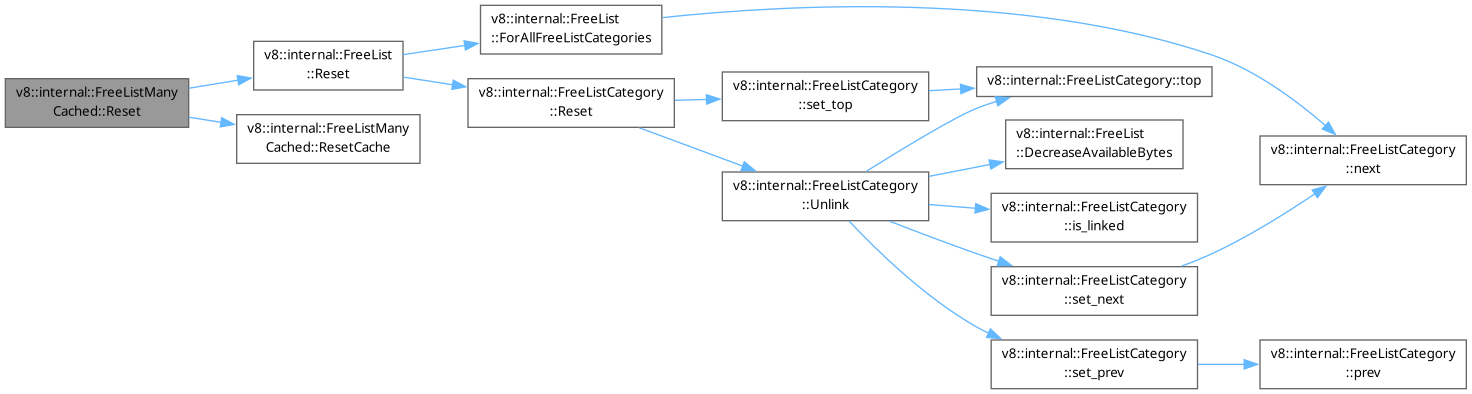 v8::internal::FreeListMany
Cached::Reset
v8::internal::FreeList
::Reset
v8::internal::FreeListMany
Cached::ResetCache
v8::internal::FreeList
::ForAllFreeListCategories
v8::internal::FreeListCategory
::Reset
v8::internal::FreeListCategory
::set_top
v8::internal::FreeListCategory
::Unlink
v8::internal::FreeListCategory::top
v8::internal::FreeList
::DecreaseAvailableBytes
v8::internal::FreeListCategory
::is_linked
v8::internal::FreeListCategory
::set_next
v8::internal::FreeListCategory
::set_prev
v8::internal::FreeListCategory
::next
v8::internal::FreeListCategory
::prev